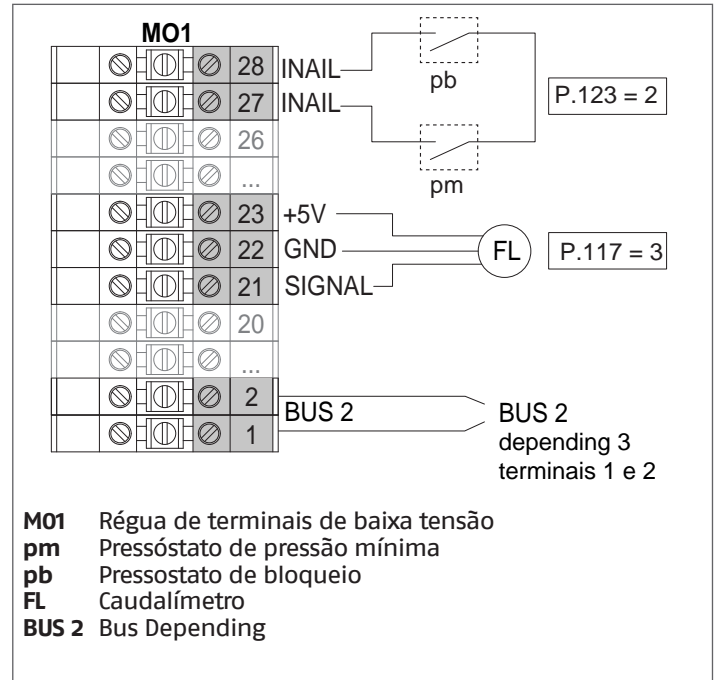 MO1
28 INAIL
pb
27 INAIL
P.123 = 2
26
...
pm
23 +5V
22 GND
FL
P.117 = 3
21 SIGNAL
20
...
2
BUS 2
1
BUS 2
depending 3
terminais 1 e 2
M01 Régua de terminais de baixa tensão
pm Pressóstato de pressão mínima
pb Pressostato de bloqueio
FL Caudalímetro
BUS 2 Bus Depending